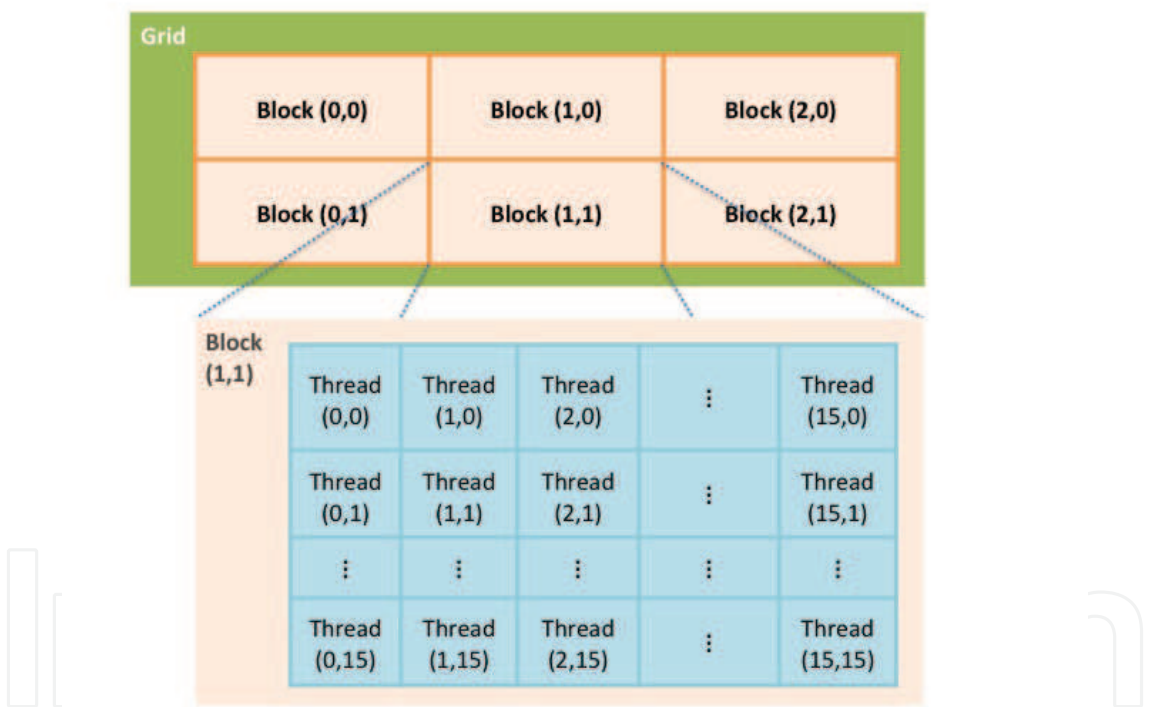 Grid
Block (0,0) Block (1,0) Block (2,0)
Block (0,1) Block (1,1) Block (2,1)
Block
(1,1)
Thread Thread Thread ⋮ Thread
(0,0) (1,0) (2,0) (15,0)
Thread Thread Thread ⋮ Thread
(0,1) (1,1) (2,1) (15,1)
⋮ ⋮ ⋮ ⋮ ⋮
Thread Thread Thread ⋮ Thread
(0,15) (1,15) (2,15) (15,15)